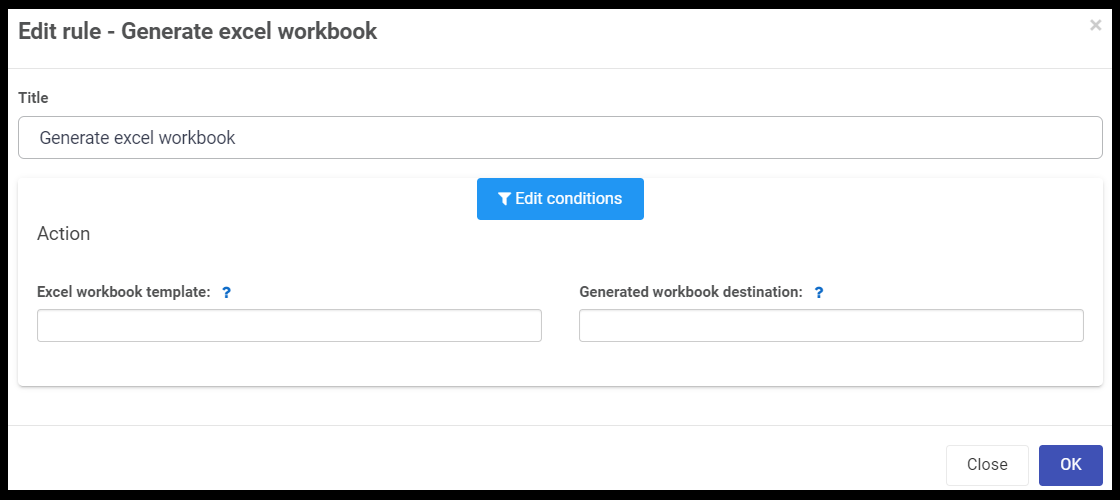 Edit rule - Generate excel workbook
×
Title
Generate excel workbook
Edit conditions
Action
Excel workbook template: ?
Generated workbook destination: ?
Close
OK